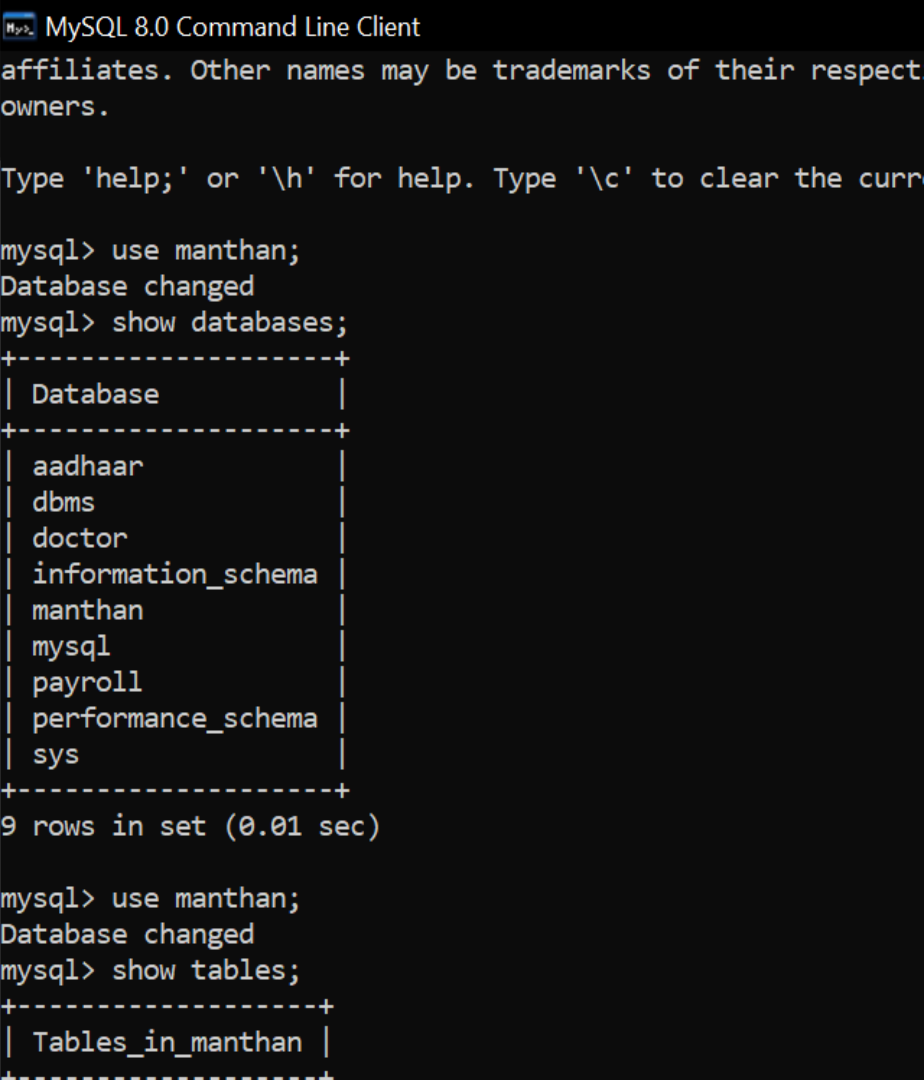 MySQL 8.0 Command Line Client
affiliates. Other names may be trademarks of their
owners.
Type 'help;' or '\h' for help. Type '\c' to clear the
mysql> use manthan;
Database changed
mysql> show databases;
+--------------------+
| Database           |
+--------------------+
| aadhaar            |
| dbms               |
| doctor             |
| information_schema |
| manthan            |
| mysql              |
| payroll            |
| performance_schema |
| sys                |
+--------------------+
9 rows in set (0.01 sec)
mysql> use manthan;
Database changed
mysql> show tables;
+-------------------+
| Tables_in_manthan |
+-------------------+